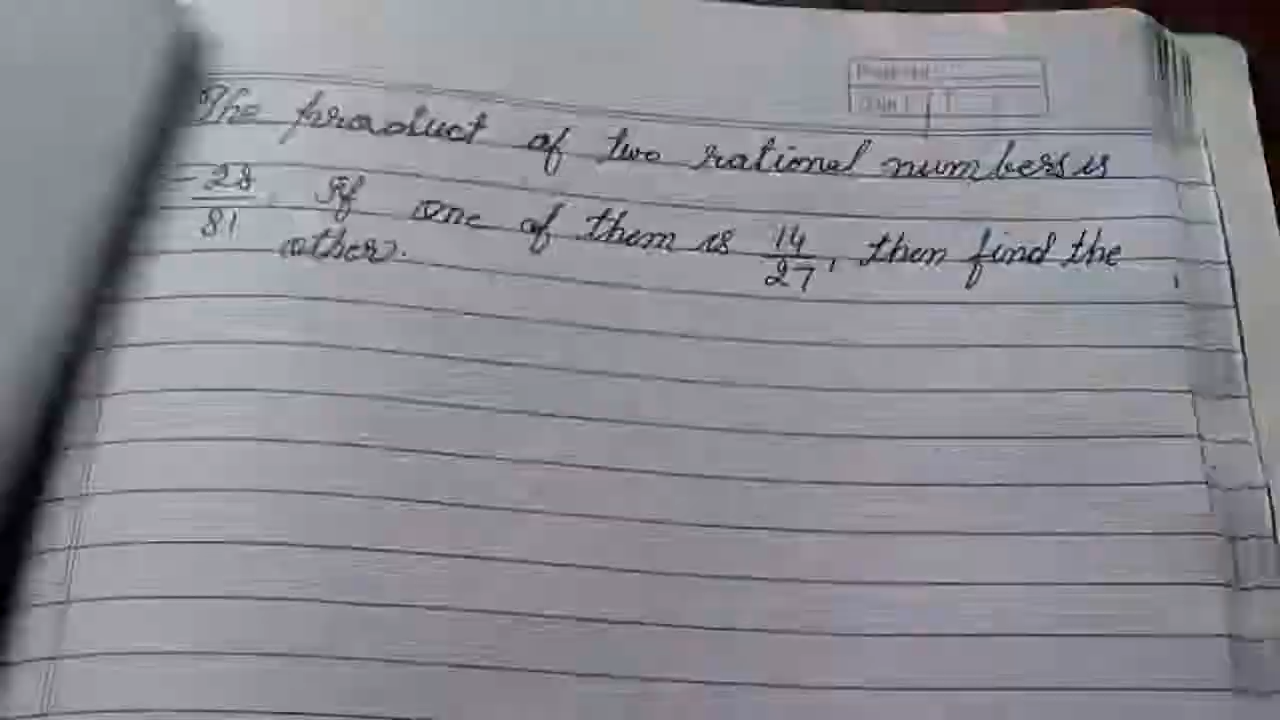 The product of two rational numbers is
-28/81. If one of them is 14/27, then find the
other.